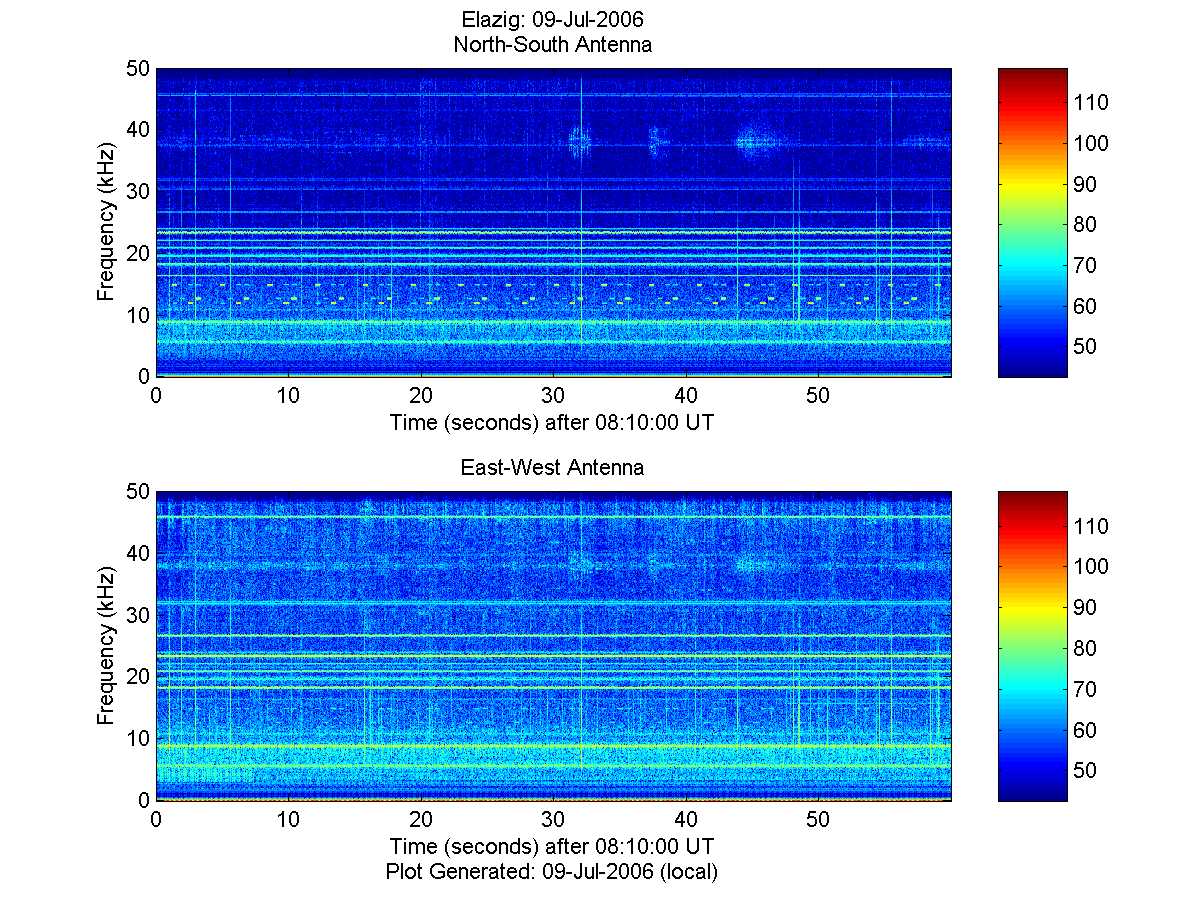 Elazig: 09-Jul-2006
North-South Antenna
50
40
30
20
10
0
Frequency (kHz)
0 10 20 30 40 50
Time (seconds) after 08:10:00 UT
110
100
90
80
70
60
50
East-West Antenna
50
40
30
20
10
0
Frequency (kHz)
0 10 20 30 40 50
Time (seconds) after 08:10:00 UT
Plot Generated: 09-Jul-2006 (local)
110
100
90
80
70
60
50